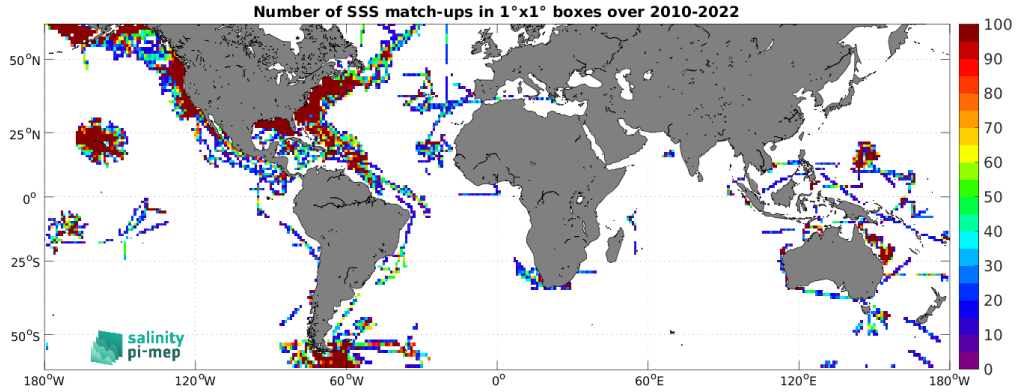 Number of SSS match-ups in 1°x1° boxes over 2010-2022
50°N
25°N
0°
25°S
50°S
180°W
120°W
60°W
0°
60°E
120°E
180°W
100
90
80
70
60
50
40
30
20
10
0
salinity
pi-mep